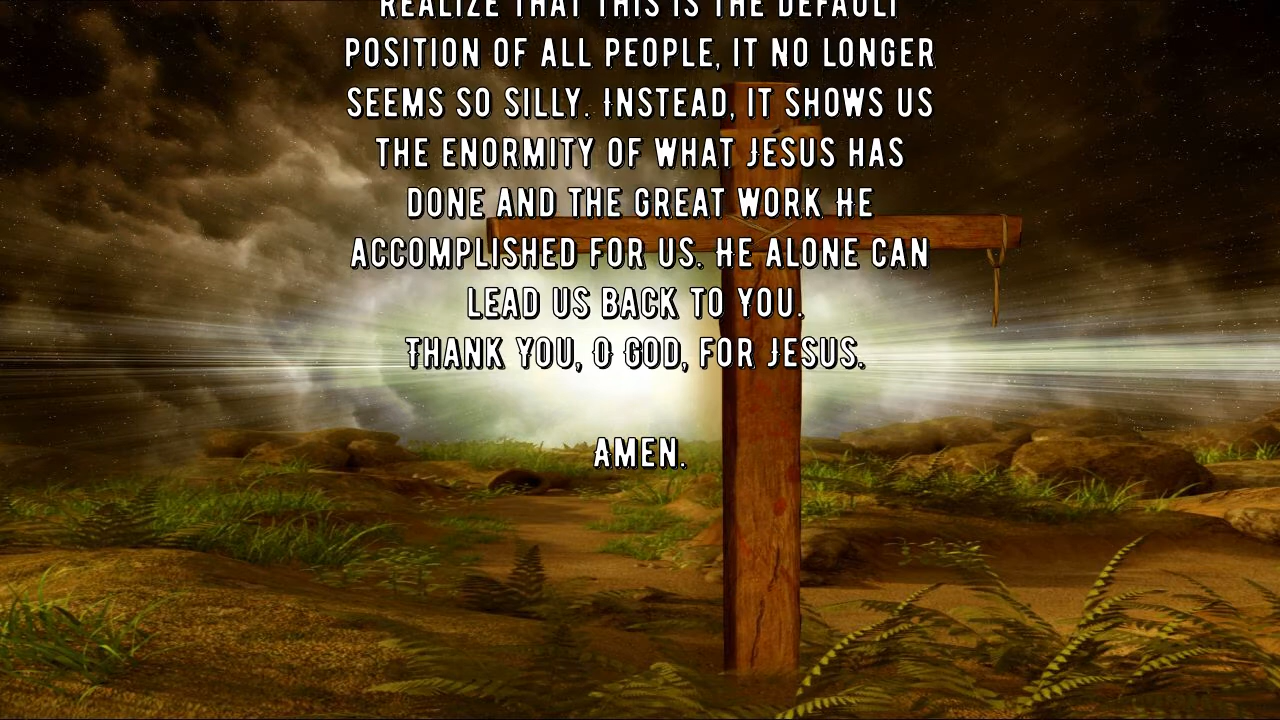 REALIZE THAT THIS IS THE DEFAULT
POSITION OF ALL PEOPLE, IT NO LONGER
SEEMS SO SILLY. INSTEAD, IT SHOWS US
THE ENORMITY OF WHAT JESUS HAS
DONE AND THE GREAT WORK HE
ACCOMPLISHED FOR US. HE ALONE CAN
LEAD US BACK TO YOU.
THANK YOU, O GOD, FOR JESUS.
AMEN.